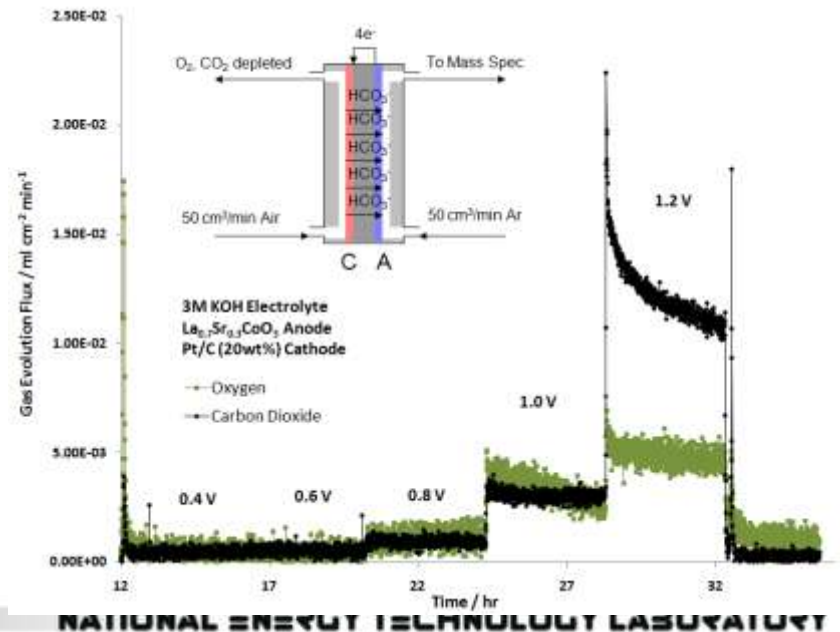 2.50E-02
2.00E-02
1.50E-02
1.00E-02
5.00E-03
0.00E+00
Gas Evolution Flux / ml cm⁻² min⁻¹
4e⁻
O₂, CO₂ depleted
To Mass Spec
HCO₃⁻
HCO₃⁻
HCO₃⁻
HCO₃⁻
HCO₃⁻
50 cm³/min Air
50 cm³/min Ar
C A
3M KOH Electrolyte
La₀.₇Sr₀.₃CoO₃ Anode
Pt/C (20wt%) Cathode
Oxygen
Carbon Dioxide
0.4 V
0.6 V
0.8 V
1.0 V
1.2 V
12 17 22 27 32
Time / hr
NATIONAL ENERGY TECHNOLOGY LABORATORY